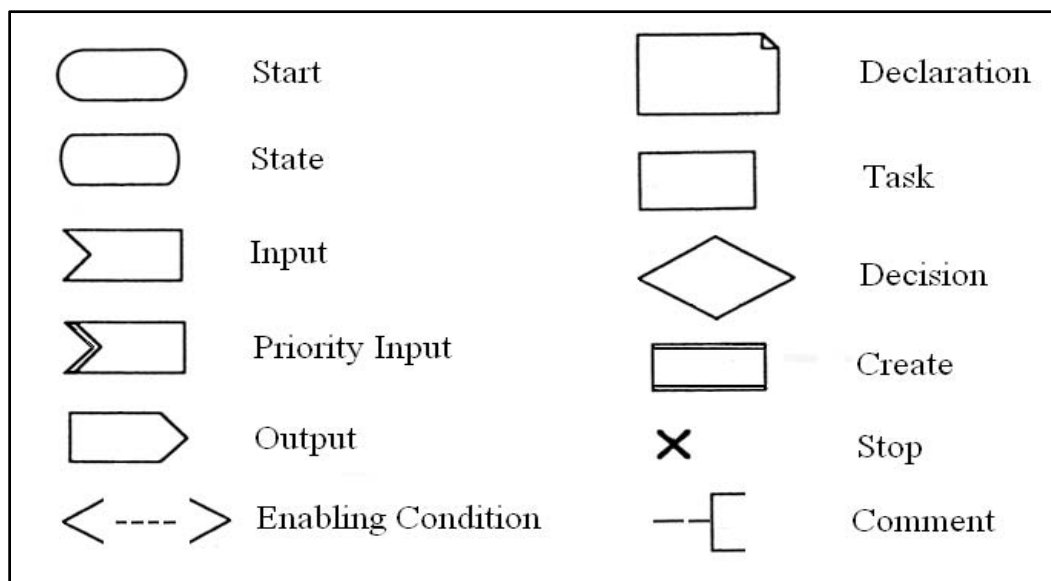 Start
State
Input
Priority Input
Output
Enabling Condition
Declaration
Task
Decision
Create
Stop
Comment